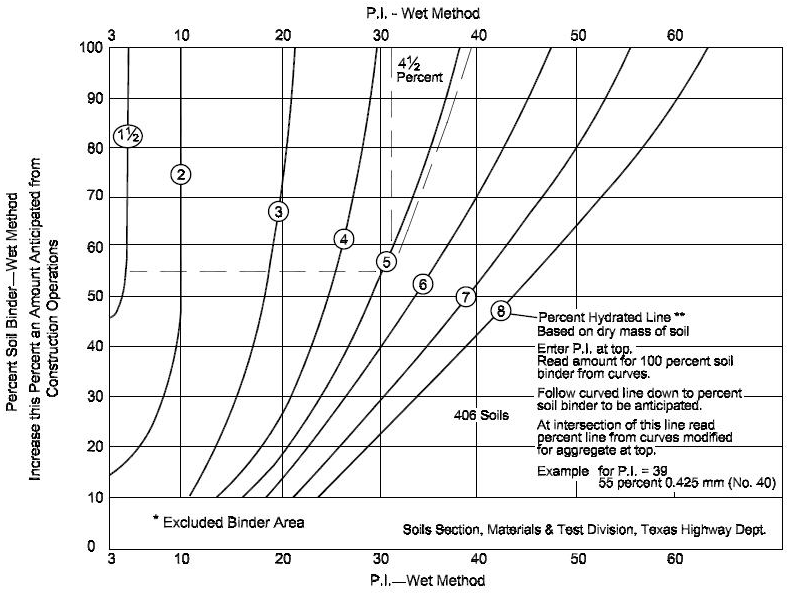 P.I. - Wet Method
3 10 20 30 40 50 60
100
90
80
70
60
50
40
30
20
10
0
Percent Soil Binder—Wet Method
Increase this Percent an Amount Anticipated from
Construction Operations
4½
Percent
1½
2
3
4
5
6
7
8
Percent Hydrated Line **
Based on dry mass of soil
Enter P.I. at top.
Read amount for 100 percent soil
binder from curves.
Follow curved line down to percent
soil binder to be anticipated.
At intersection of this line read
percent line from curves modified
for aggregate at top.
Example for P.I. = 39
55 percent 0.425 mm (No. 40)
406 Soils
* Excluded Binder Area
Soils Section, Materials & Test Division, Texas Highway Dept.
3 10 20 30 40 50 60
P.I.—Wet Method